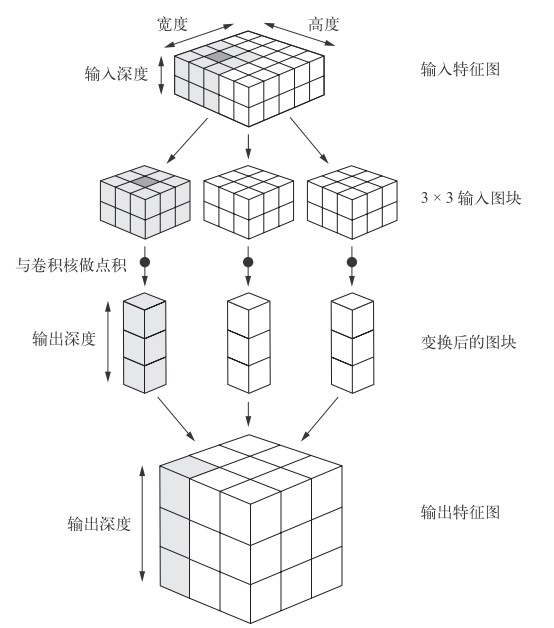 宽度
高度
输入深度
输入特征图
3 × 3 输入图块
与卷积核做点积
输出深度
变换后的图块
输出深度
输出特征图